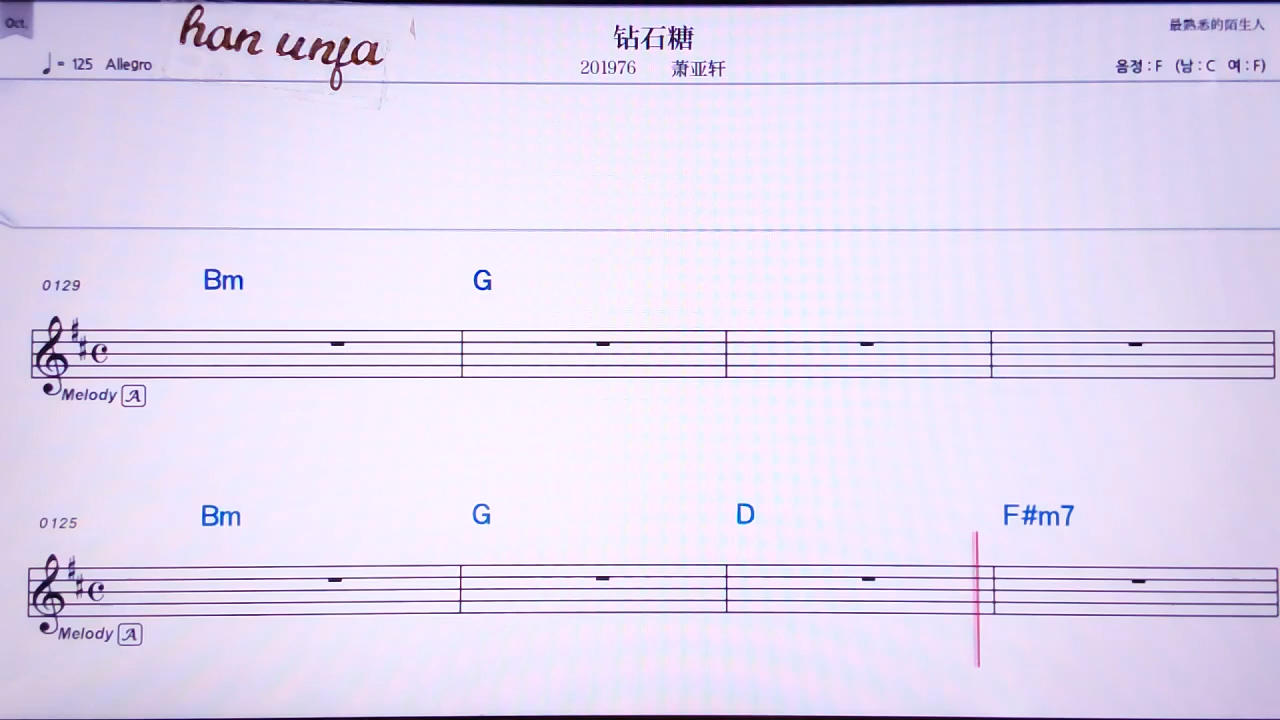 Oct.
han unfa
钻石糖
最熟悉的陌生人
♩= 125 Allegro
201976 萧亚轩
음정 : F (남 : C 여 : F)
0129
Bm G
Melody A
0125
Bm G D F#m7
Melody A